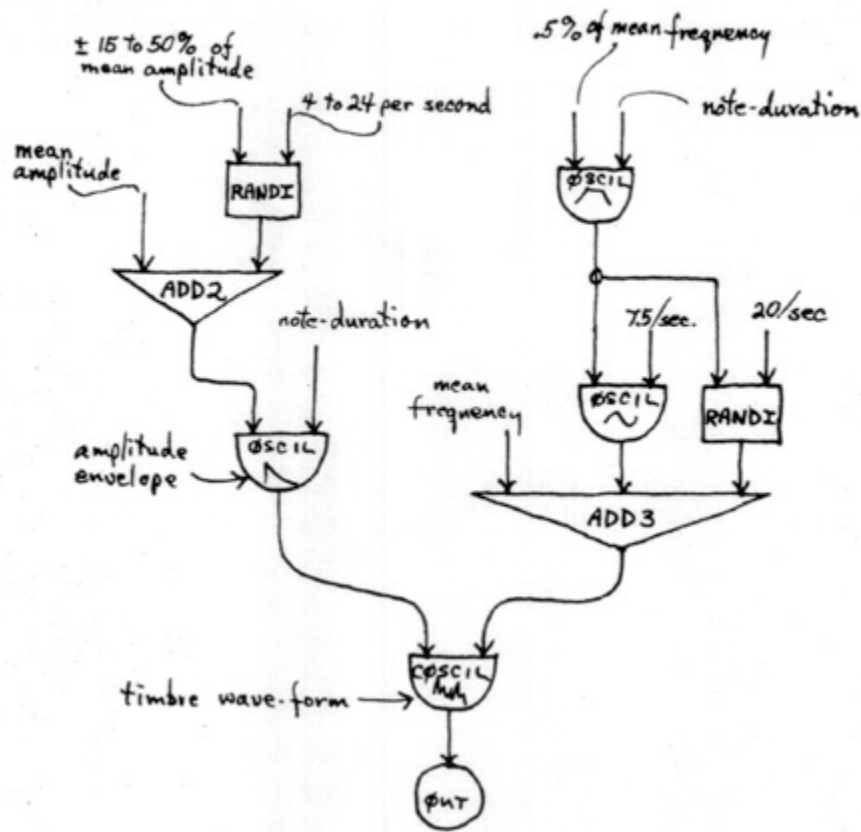 ± 15 to 50% of
mean amplitude
4 to 24 per second
mean
amplitude
RANDI
ADD2
note-duration
ØSCIL
amplitude
envelope
.5% of mean frequency
note-duration
ØSCIL
7.5/sec.
20/sec
mean
frequency
ØSCIL
RANDI
ADD3
CØSCIL
timbre wave-form
ØUT